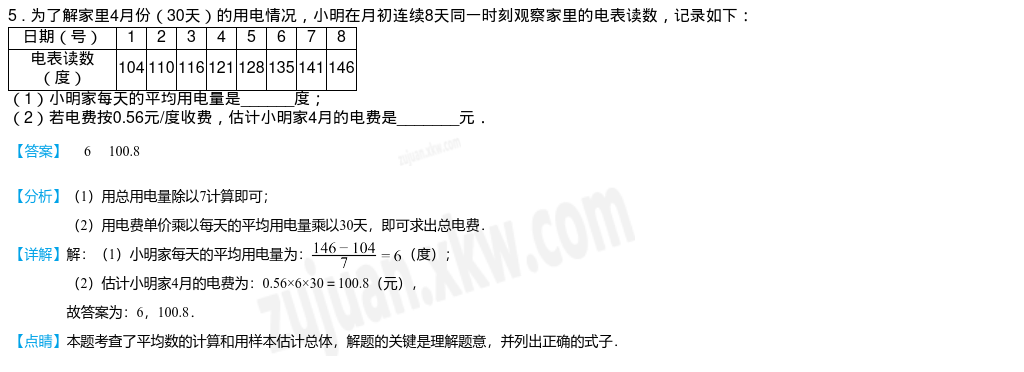 5．为了解家里4月份（30天）的用电情况，小明在月初连续8天同一时刻观察家里的电表读数，记录如下：
日期（号） 1 2 3 4 5 6 7 8
电表读数（度） 104 110 116 121 128 135 141 146
（1）小明家每天的平均用电量是______度；
（2）若电费按0.56元/度收费，估计小明家4月的电费是_______元．
【答案】 6 100.8
zujuan.xkw.com
【分析】（1）用总用电量除以7计算即可；
（2）用电费单价乘以每天的平均用电量乘以30天，即可求出总电费．
【详解】解：（1）小明家每天的平均用电量为：(146－104)/7＝6（度）；
（2）估计小明家4月的电费为：0.56×6×30＝100.8（元），
故答案为：6，100.8．
【点睛】本题考查了平均数的计算和用样本估计总体，解题的关键是理解题意，并列出正确的式子．
zujuan.xkw.com